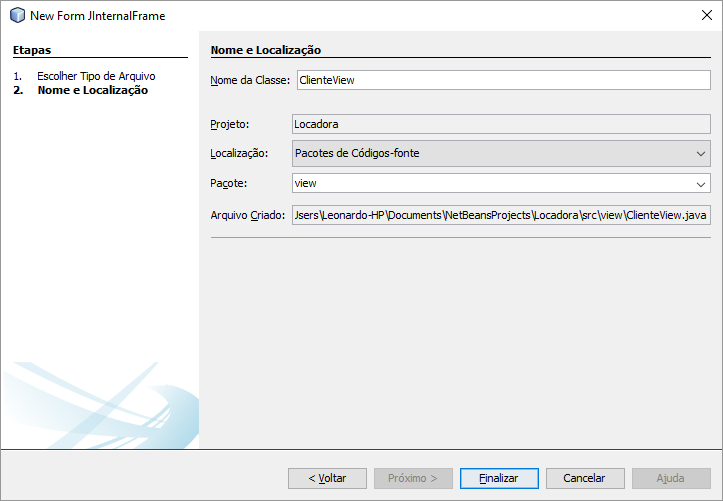 New Form JInternalFrame
Etapas
1. Escolher Tipo de Arquivo
2. Nome e Localização
Nome e Localização
Nome da Classe: ClienteView
Projeto: Locadora
Localização: Pacotes de Códigos-fonte
Pacote: view
Arquivo Criado: Jsers\Leonardo-HP\Documents\NetBeansProjects\Locadora\src\view\ClienteView.java
< Voltar Próximo > Finalizar Cancelar Ajuda